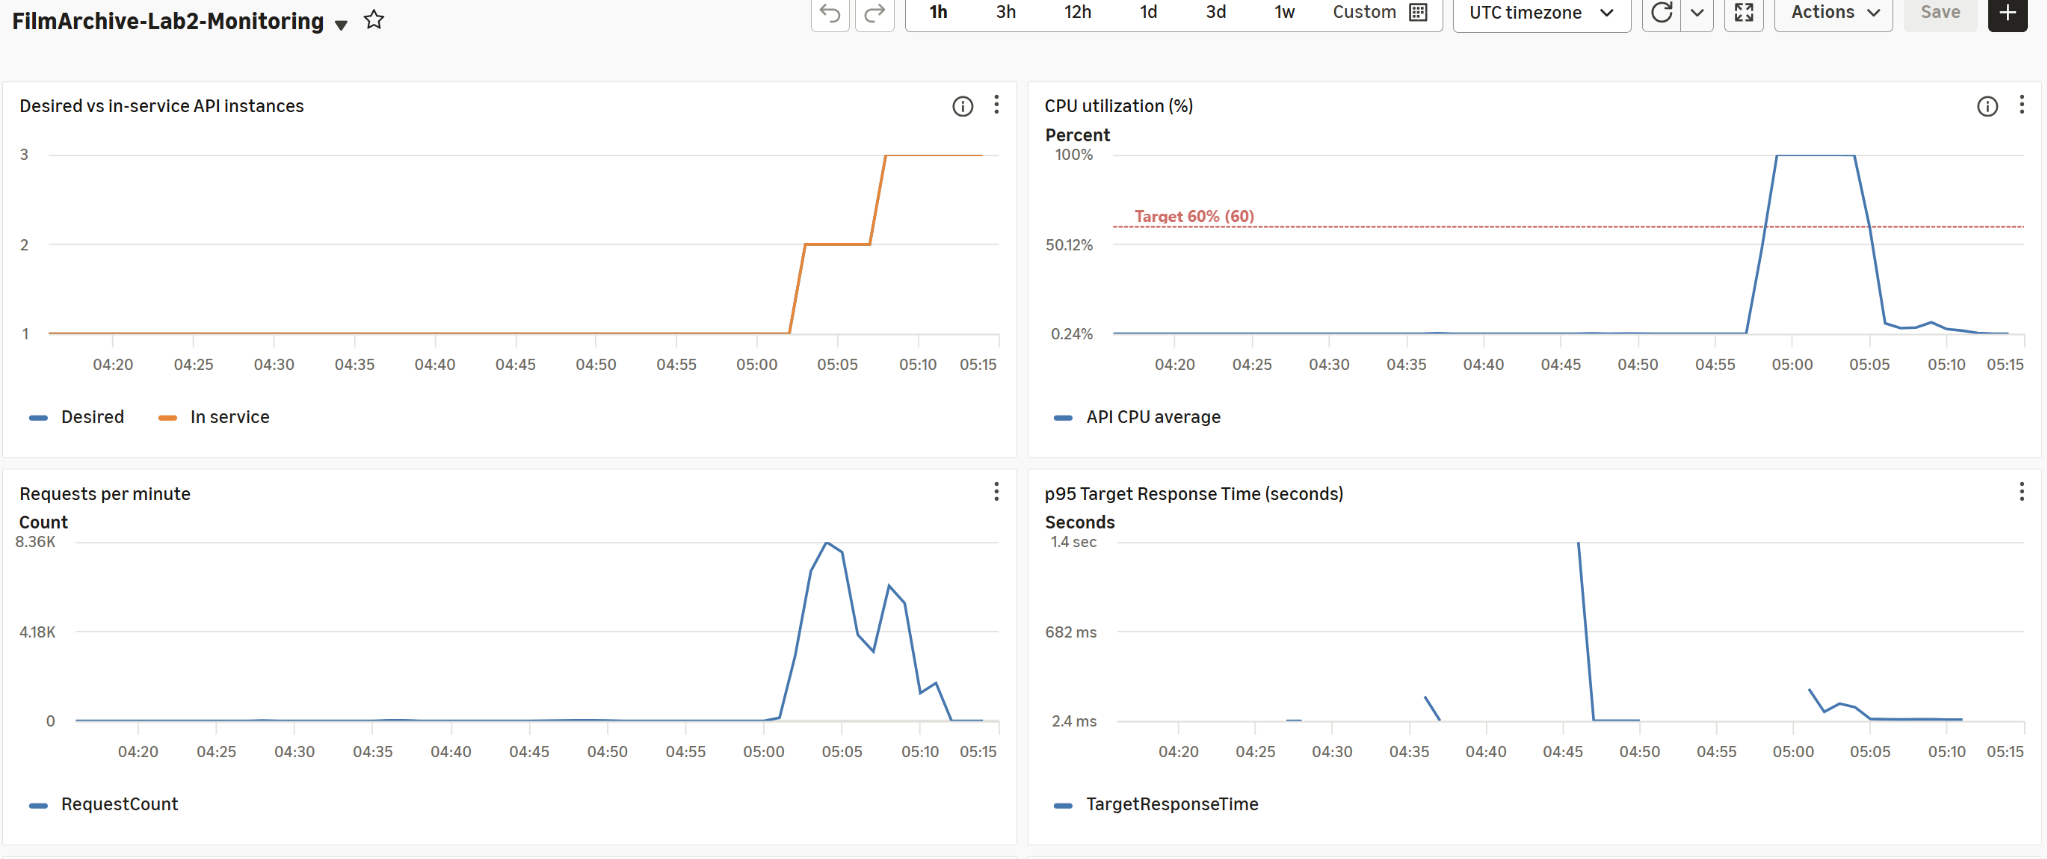 FilmArchive-Lab2-Monitoring
1h 3h 12h 1d 3d 1w Custom UTC timezone Actions Save
Desired vs in-service API instances
3
2
1
04:20 04:25 04:30 04:35 04:40 04:45 04:50 04:55 05:00 05:05 05:10 05:15
Desired In service
CPU utilization (%)
Percent
100%
Target 60% (60)
50.12%
0.24%
04:20 04:25 04:30 04:35 04:40 04:45 04:50 04:55 05:00 05:05 05:10 05:15
API CPU average
Requests per minute
Count
8.36K
4.18K
0
04:20 04:25 04:30 04:35 04:40 04:45 04:50 04:55 05:00 05:05 05:10 05:15
RequestCount
p95 Target Response Time (seconds)
Seconds
1.4 sec
682 ms
2.4 ms
04:20 04:25 04:30 04:35 04:40 04:45 04:50 04:55 05:00 05:05 05:10 05:15
TargetResponseTime